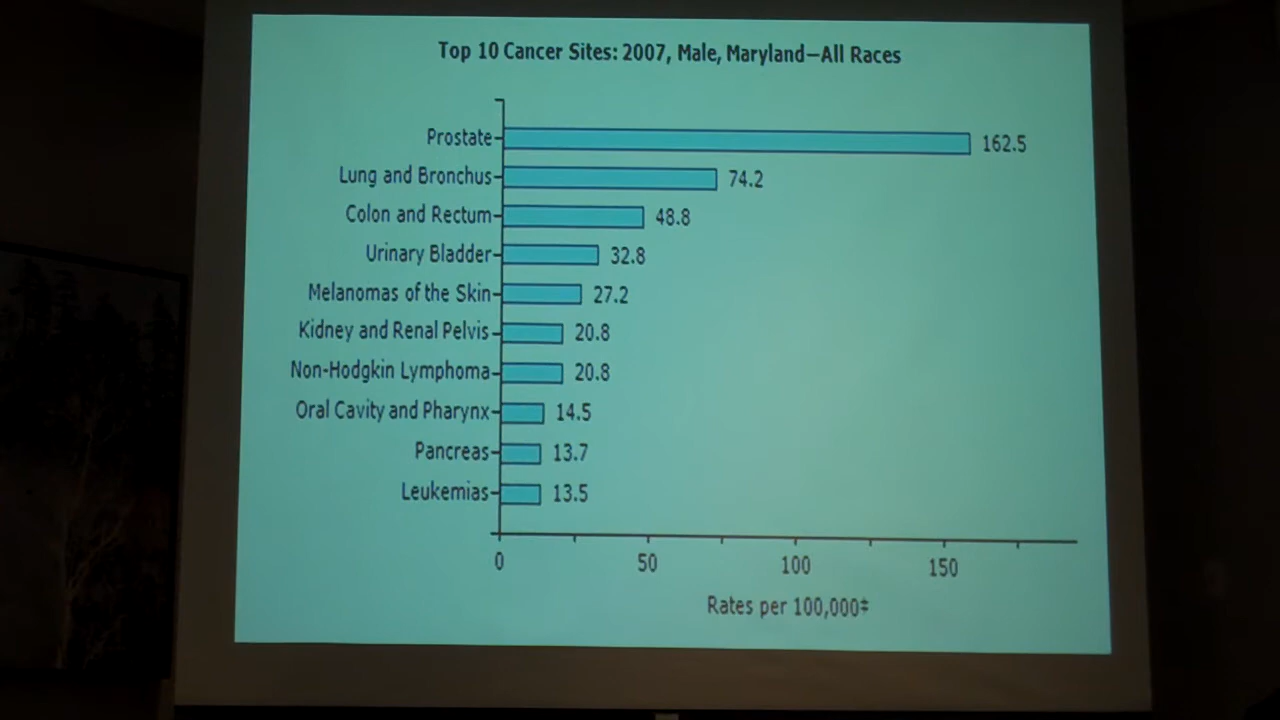 Top 10 Cancer Sites: 2007, Male, Maryland—All Races
Prostate 162.5
Lung and Bronchus 74.2
Colon and Rectum 48.8
Urinary Bladder 32.8
Melanomas of the Skin 27.2
Kidney and Renal Pelvis 20.8
Non-Hodgkin Lymphoma 20.8
Oral Cavity and Pharynx 14.5
Pancreas 13.7
Leukemias 13.5
0 50 100 150
Rates per 100,000‡